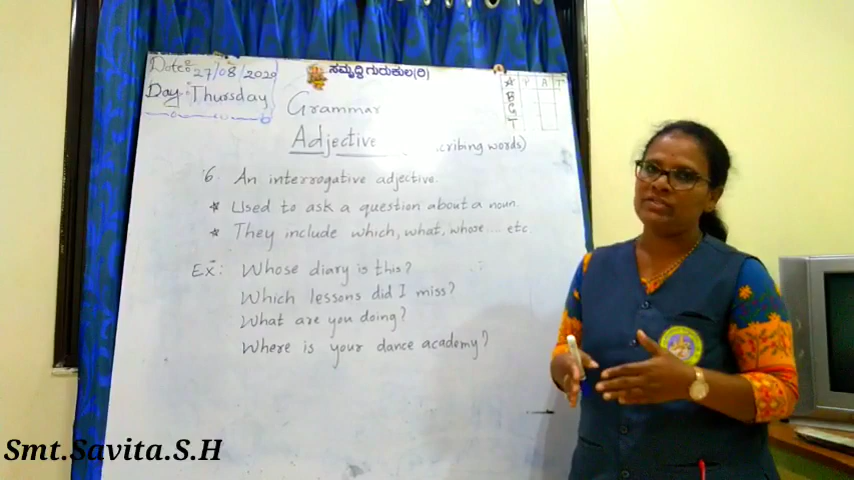 Date: 27/08/2020
Day: Thursday
ಸಮೃದ್ಧಿ ಗುರುಕುಲ(ರಿ)
Y A T
B
G
T
Grammar
Adjective cribing words)
6. An interrogative adjective.
* Used to ask a question about a noun.
* They include which, what, whose... etc.
Ex: Whose diary is this?
Which lessons did I miss?
What are you doing?
Where is your dance academy?
Smt.Savita.S.H